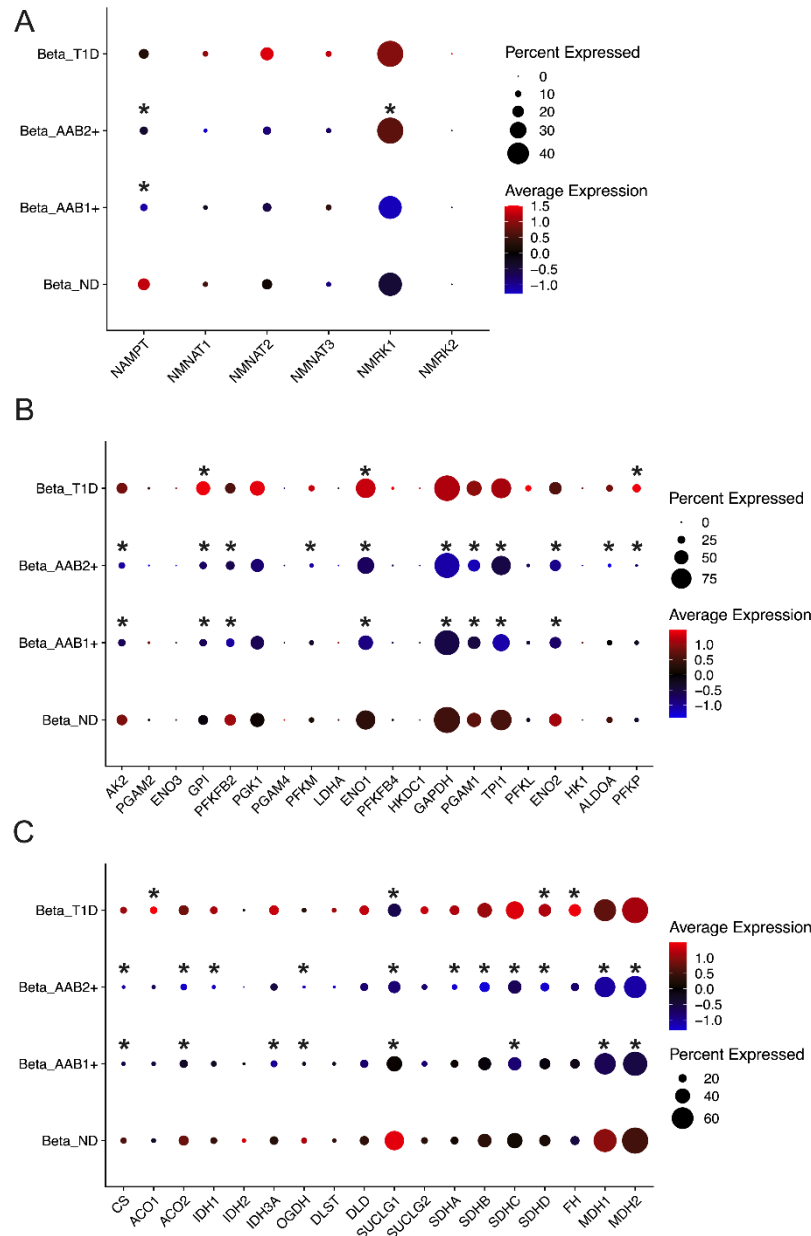 A
Beta_T1D
Beta_AAB2+
Beta_AAB1+
Beta_ND
* *
*
NAMPT
NMNAT1
NMNAT2
NMNAT3
NMRK1
NMRK2
Percent Expressed
0
10
20
30
40
Average Expression
1.5
1.0
0.5
0.0
−0.5
−1.0
B
Beta_T1D
Beta_AAB2+
Beta_AAB1+
Beta_ND
* * *
* * * * * * * * * * *
* * * * * * * *
AK2
PGAM2
ENO3
GPI
PFKFB2
PGK1
PGAM4
PFKM
LDHA
ENO1
PFKFB4
HKDC1
GAPDH
PGAM1
TPI1
PFKL
ENO2
HK1
ALDOA
PFKP
Percent Expressed
0
25
50
75
Average Expression
1.0
0.5
0.0
−0.5
−1.0
C
Beta_T1D
Beta_AAB2+
Beta_AAB1+
Beta_ND
* * * *
* * * * * * * * * * *
* * * * * * * *
CS
ACO1
ACO2
IDH1
IDH2
IDH3A
OGDH
DLST
DLD
SUCLG1
SUCLG2
SDHA
SDHB
SDHC
SDHD
FH
MDH1
MDH2
Average Expression
1.0
0.5
0.0
−0.5
−1.0
Percent Expressed
20
40
60